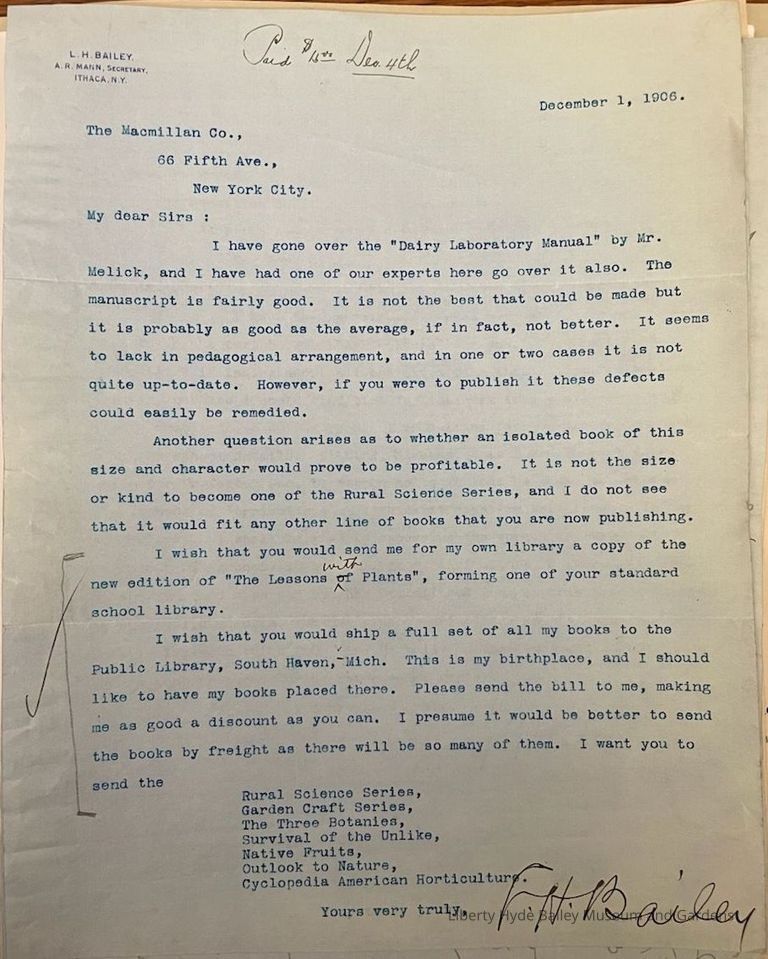 L. H. BAILEY.
A. R. MANN, SECRETARY,
ITHACA, N.Y.
Paid $15.00 Dec. 4th
December 1, 1906.
The Macmillan Co.,
66 Fifth Ave.,
New York City.
My dear Sirs :
I have gone over the "Dairy Laboratory Manual" by Mr.
Melick, and I have had one of our experts here go over it also. The
manuscript is fairly good. It is not the best that could be made but
it is probably as good as the average, if in fact, not better. It seems
to lack in pedagogical arrangement, and in one or two cases it is not
quite up-to-date. However, if you were to publish it these defects
could easily be remedied.
Another question arises as to whether an isolated book of this
size and character would prove to be profitable. It is not the size
or kind to become one of the Rural Science Series, and I do not see
that it would fit any other line of books that you are now publishing.
I wish that you would send me for my own library a copy of the
with
new edition of "The Lessons of Plants", forming one of your standard
school library.
I wish that you would ship a full set of all my books to the
Public Library, South Haven, Mich. This is my birthplace, and I should
like to have my books placed there. Please send the bill to me, making
me as good a discount as you can. I presume it would be better to send
the books by freight as there will be so many of them. I want you to
send the
Rural Science Series,
Garden Craft Series,
The Three Botanies,
Survival of the Unlike,
Native Fruits,
Outlook to Nature,
Cyclopedia American Horticulture.
Yours very truly,
L. H. Bailey
Liberty Hyde Bailey Museum and Gardens